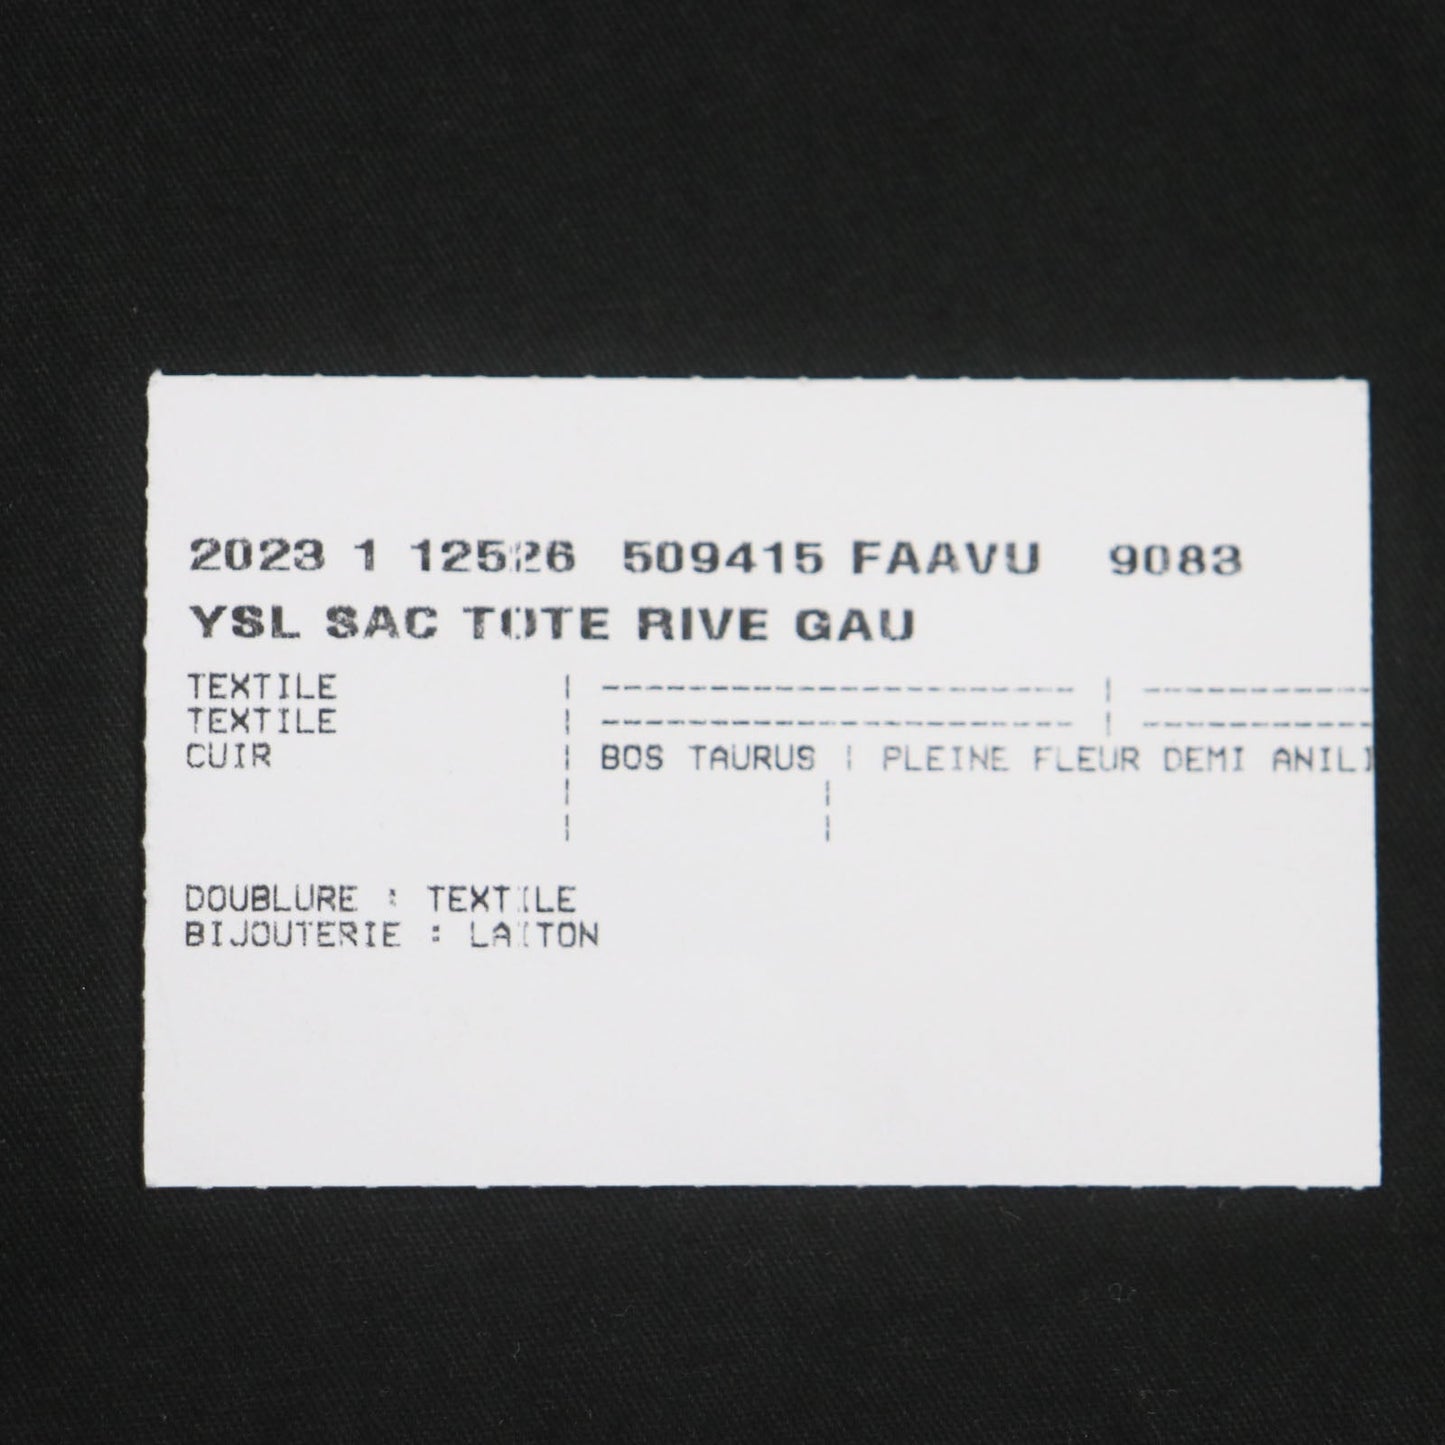 2023 1 12526 509415 FAAVU 9083
YSL SAC TOTE RIVE GAU
TEXTILE | ---------------------- | -----------
TEXTILE | ---------------------- | -----------
CUIR | BOS TAURUS | PLEINE FLEUR DEMI ANILI
| |
| |
DOUBLURE : TEXTILE
BIJOUTERIE : LAITON